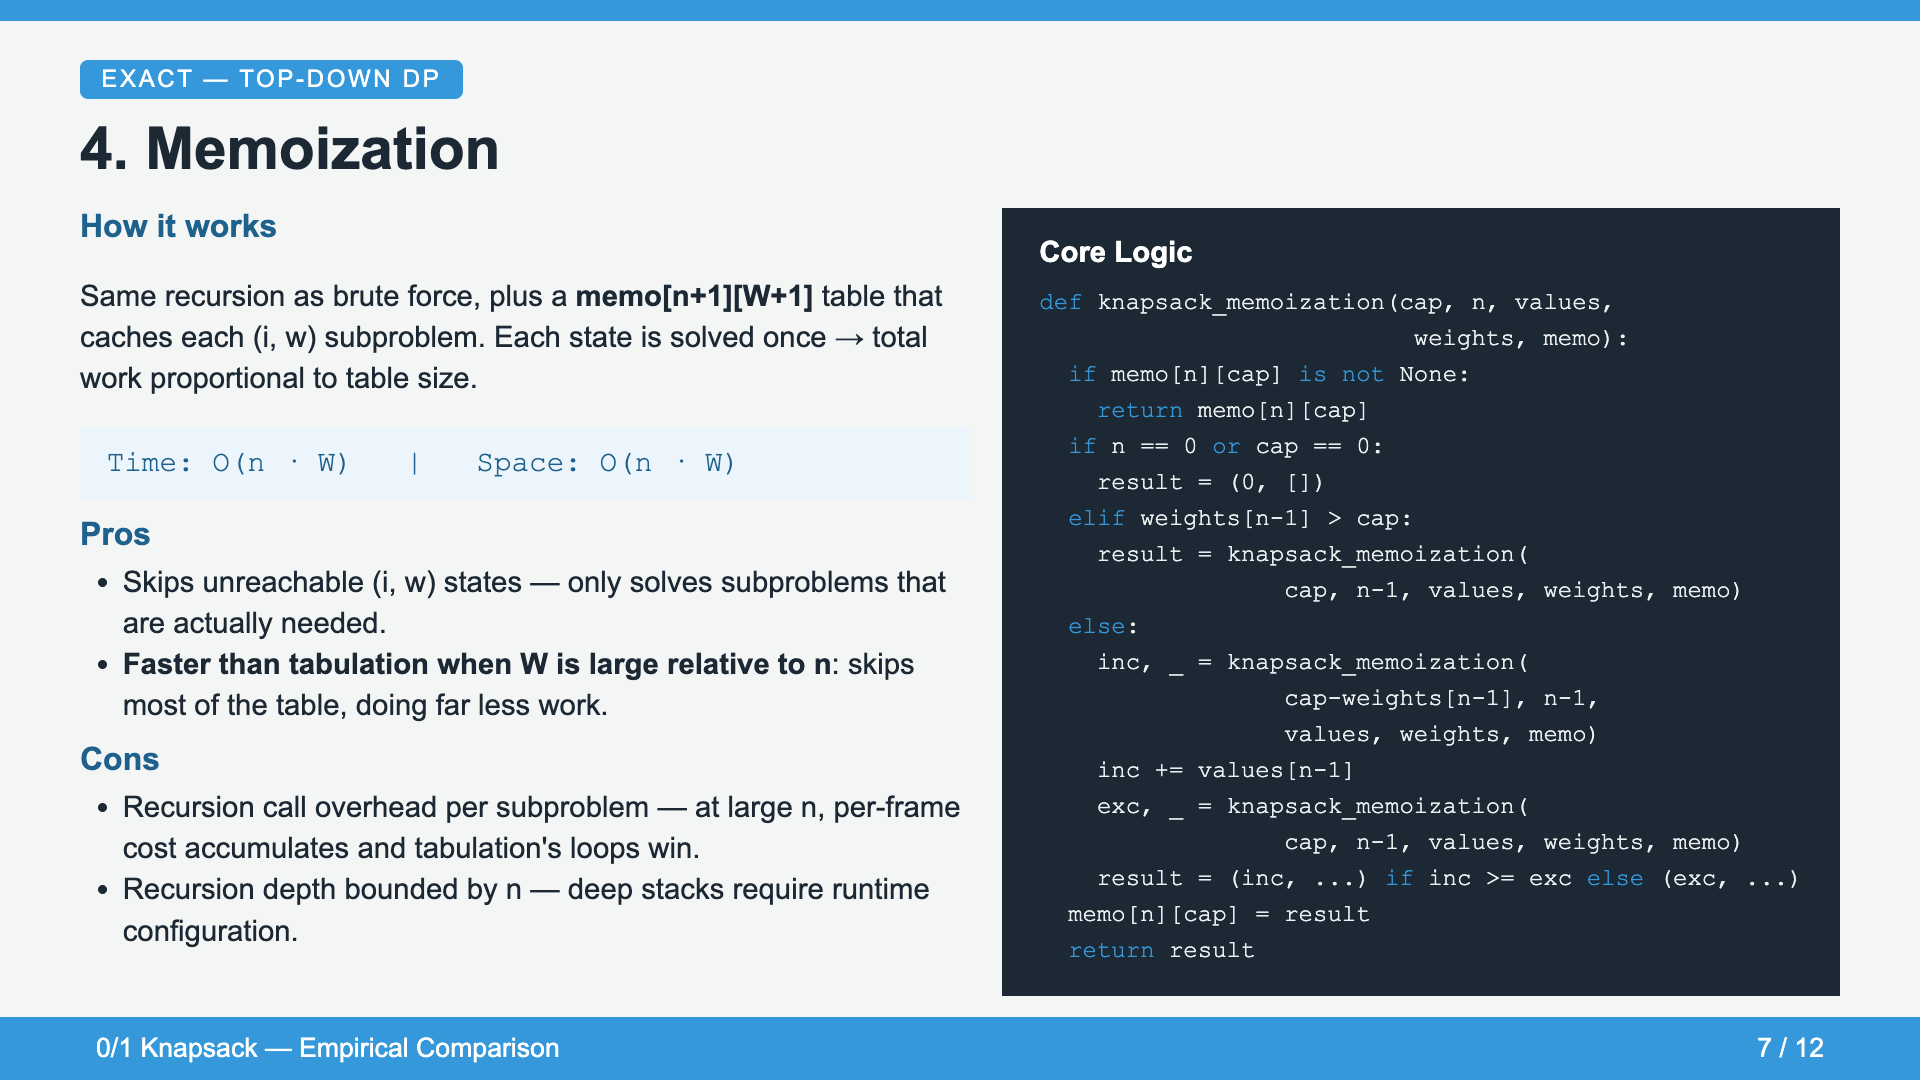 EXACT — TOP-DOWN DP
4. Memoization
How it works
Same recursion as brute force, plus a memo[n+1][W+1] table that
caches each (i, w) subproblem. Each state is solved once → total
work proportional to table size.
Time: O(n · W)   |   Space: O(n · W)
Pros
• Skips unreachable (i, w) states — only solves subproblems that
are actually needed.
• Faster than tabulation when W is large relative to n: skips
most of the table, doing far less work.
Cons
• Recursion call overhead per subproblem — at large n, per-frame
cost accumulates and tabulation's loops win.
• Recursion depth bounded by n — deep stacks require runtime
configuration.
Core Logic
def knapsack_memoization(cap, n, values,
                          weights, memo):
  if memo[n][cap] is not None:
    return memo[n][cap]
  if n == 0 or cap == 0:
    result = (0, [])
  elif weights[n-1] > cap:
    result = knapsack_memoization(
                 cap, n-1, values, weights, memo)
  else:
    inc, _ = knapsack_memoization(
                 cap-weights[n-1], n-1,
                 values, weights, memo)
    inc += values[n-1]
    exc, _ = knapsack_memoization(
                 cap, n-1, values, weights, memo)
    result = (inc, ...) if inc >= exc else (exc, ...)
  memo[n][cap] = result
  return result
0/1 Knapsack — Empirical Comparison
7 / 12